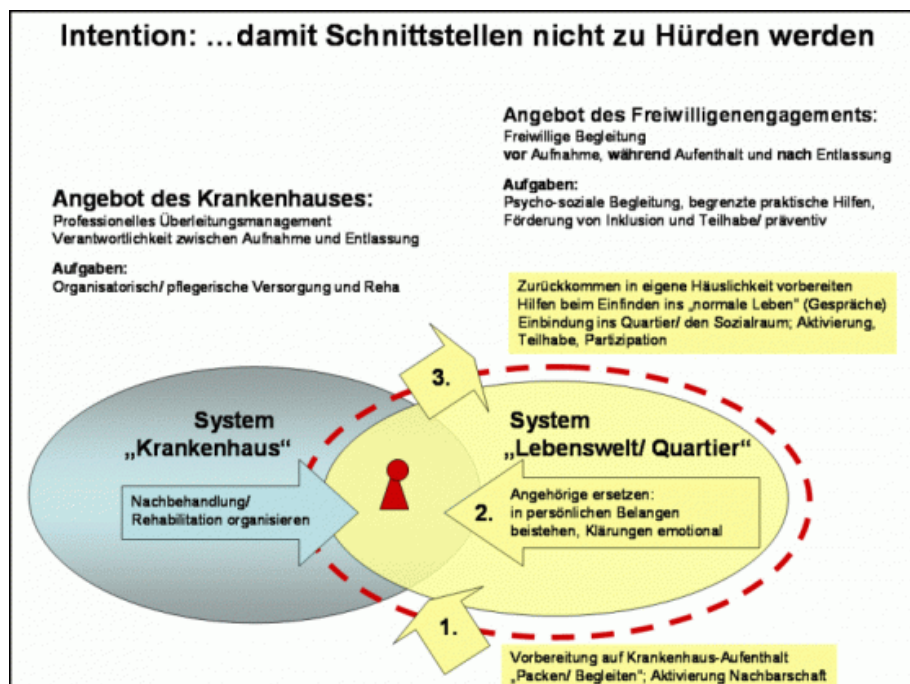 Intention: ...damit Schnittstellen nicht zu Hürden werden
Angebot des Freiwilligenengagements:
Freiwillige Begleitung
vor Aufnahme, während Aufenthalt und nach Entlassung
Aufgaben:
Psycho-soziale Begleitung, begrenzte praktische Hilfen,
Förderung von Inklusion und Teilhabe/ präventiv
Angebot des Krankenhauses:
Professionelles Überleitungsmanagement
Verantwortlichkeit zwischen Aufnahme und Entlassung
Aufgaben:
Organisatorisch/ pflegerische Versorgung und Reha
Zurückkommen in eigene Häuslichkeit vorbereiten
Hilfen beim Einfinden ins „normale Leben“ (Gespräche)
Einbindung ins Quartier/ den Sozialraum; Aktivierung,
Teilhabe, Partizipation
3.
System
„Krankenhaus“
System
„Lebenswelt/ Quartier“
Nachbehandlung/
Rehabilitation organisieren
2.
Angehörige ersetzen:
in persönlichen Belangen
beistehen, Klärungen emotional
1.
Vorbereitung auf Krankenhaus-Aufenthalt
„Packen/ Begleiten“; Aktivierung Nachbarschaft